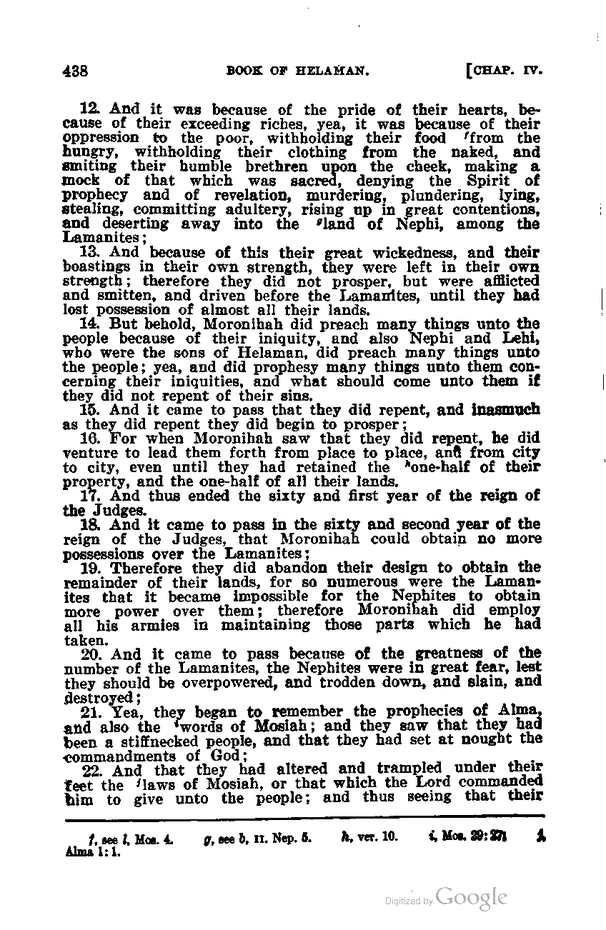 438 BOOK OF HELAMAN. [CHAP. IV.
12. And it was because of the pride of their hearts, be-
cause of their exceeding riches, yea, it was because of their
oppression to the poor, withholding their food ᶠfrom the
hungry, withholding their clothing from the naked, and
smiting their humble brethren upon the cheek, making a
mock of that which was sacred, denying the Spirit of
prophecy and of revelation, murdering, plundering, lying,
stealing, committing adultery, rising up in great contentions,
and deserting away into the ᵍland of Nephi, among the
Lamanites;
13. And because of this their great wickedness, and their
boastings in their own strength, they were left in their own
strength; therefore they did not prosper, but were afflicted
and smitten, and driven before the Lamanites, until they had
lost possession of almost all their lands.
14. But behold, Moronihah did preach many things unto the
people because of their iniquity, and also Nephi and Lehi,
who were the sons of Helaman, did preach many things unto
the people; yea, and did prophesy many things unto them con-
cerning their iniquities, and what should come unto them if
they did not repent of their sins.
15. And it came to pass that they did repent, and inasmuch
as they did repent they did begin to prosper;
16. For when Moronihah saw that they did repent, he did
venture to lead them forth from place to place, and from city
to city, even until they had retained the ʰone-half of their
property, and the one-half of all their lands.
17. And thus ended the sixty and first year of the reign of
the Judges.
18. And it came to pass in the sixty and second year of the
reign of the Judges, that Moronihah could obtain no more
possessions over the Lamanites;
19. Therefore they did abandon their design to obtain the
remainder of their lands, for so numerous were the Laman-
ites that it became impossible for the Nephites to obtain
more power over them; therefore Moronihah did employ
all his armies in maintaining those parts which he had
taken.
20. And it came to pass because of the greatness of the
number of the Lamanites, the Nephites were in great fear, lest
they should be overpowered, and trodden down, and slain, and
destroyed;
21. Yea, they began to remember the prophecies of Alma,
and also the ⁱwords of Mosiah; and they saw that they had
been a stiffnecked people, and that they had set at nought the
commandments of God;
22. And that they had altered and trampled under their
feet the ʲlaws of Mosiah, or that which the Lord commanded
him to give unto the people; and thus seeing that their
f, see l, Mos. 4. g, see b, II. Nep. 5. h, ver. 10. i, Mos. 29:27. j,
Alma 1:1.
Digitized by Google